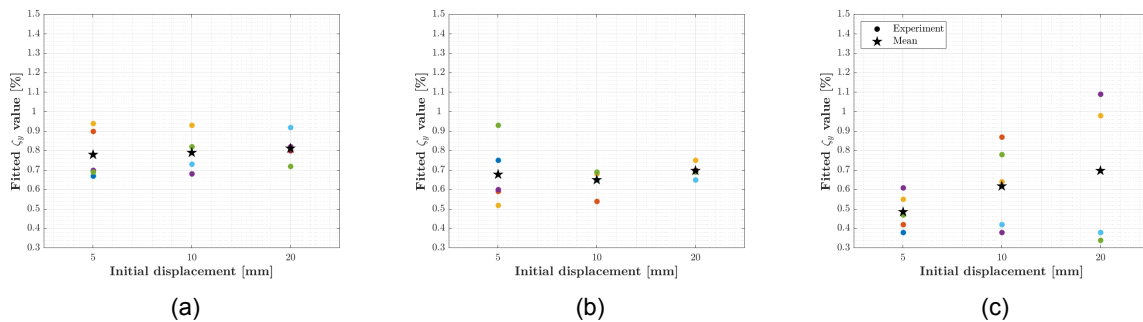 1.5
1.4
1.3
1.2
1.1
1
0.9
0.8
0.7
0.6
0.5
0.4
0.3
Fitted ζy value [%]
5 10 20
Initial displacement [mm]
(a)
1.5
1.4
1.3
1.2
1.1
1
0.9
0.8
0.7
0.6
0.5
0.4
0.3
Fitted ζy value [%]
5 10 20
Initial displacement [mm]
(b)
1.5
1.4
1.3
1.2
1.1
1
0.9
0.8
0.7
0.6
0.5
0.4
0.3
Fitted ζy value [%]
Experiment
Mean
5 10 20
Initial displacement [mm]
(c)